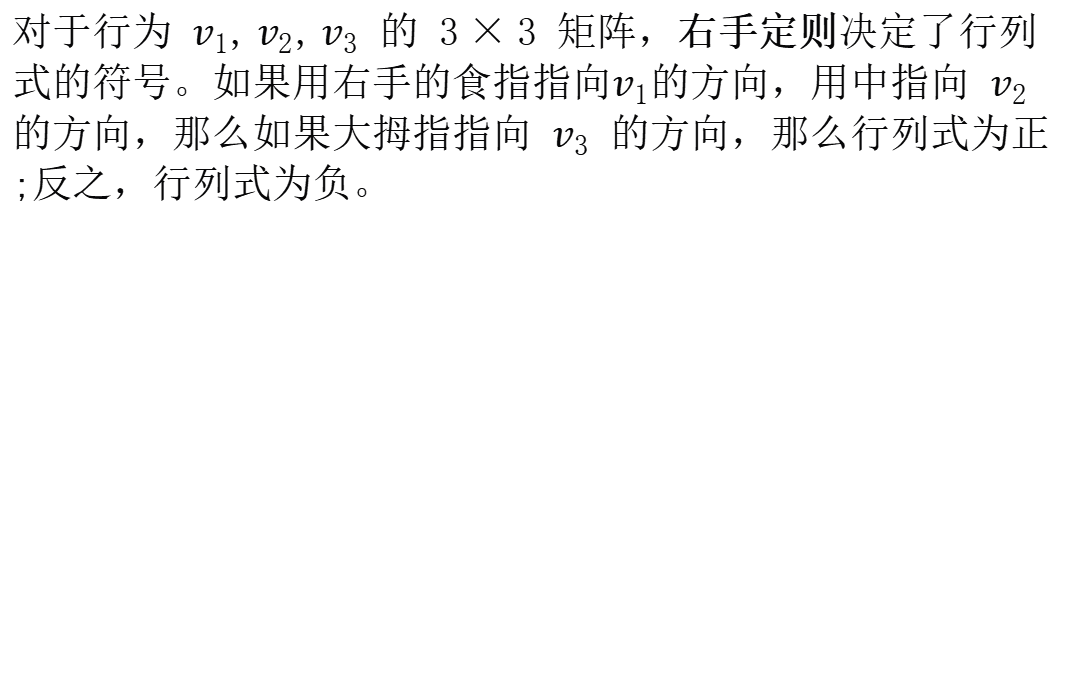 对于行为 v₁, v₂, v₃ 的 3 × 3 矩阵，右手定则决定了行列
式的符号。如果用右手的食指指向v₁的方向，用中指向 v₂
的方向，那么如果大拇指指向 v₃ 的方向，那么行列式为正
;反之，行列式为负。